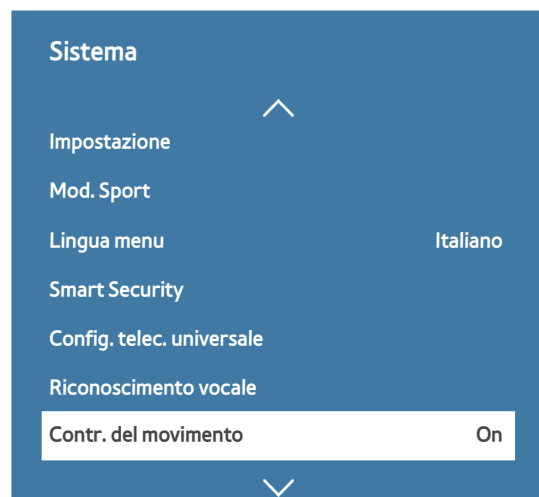 Sistema
Impostazione
Mod. Sport
Lingua menu Italiano
Smart Security
Config. telec. universale
Riconoscimento vocale
Contr. del movimento On